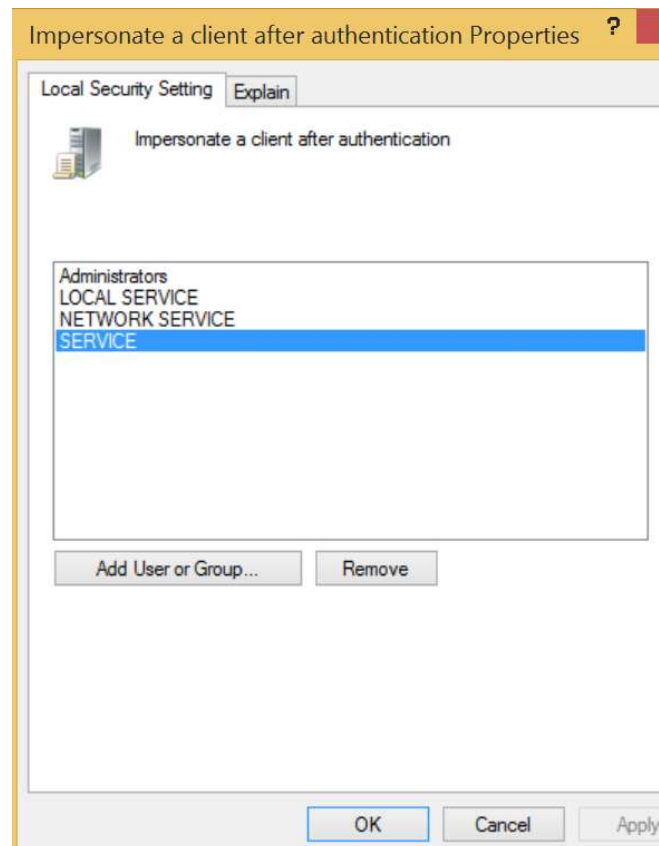 Impersonate a client after authentication Properties ?
Local Security Setting Explain
Impersonate a client after authentication
Administrators
LOCAL SERVICE
NETWORK SERVICE
SERVICE
Add User or Group... Remove
OK Cancel Apply